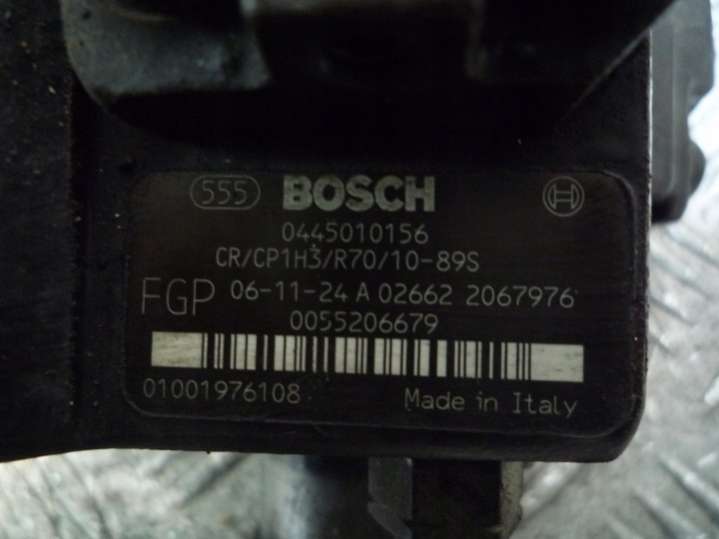 555 BOSCH
0445010156
CR/CP1H3/R70/10-89S
FGP 06-11-24 A 02662 2067976
0055206679
01001976108 Made in Italy